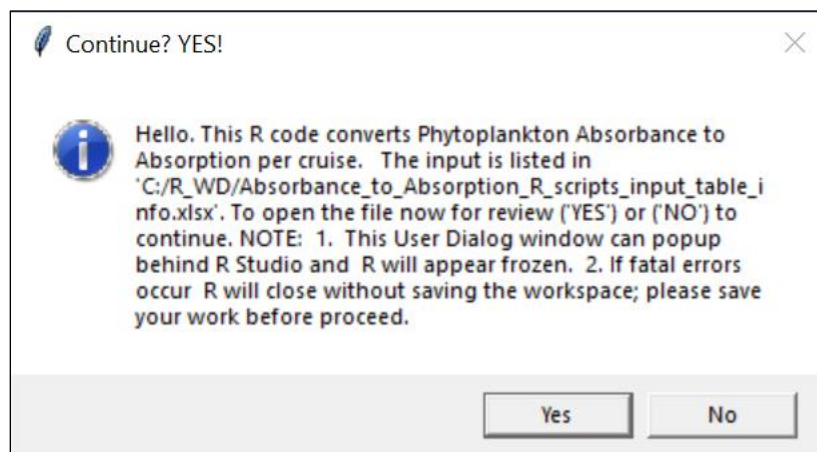 Continue? YES!
Hello. This R code converts Phytoplankton Absorbance to
Absorption per cruise.   The input is listed in
'C:/R_WD/Absorbance_to_Absorption_R_scripts_input_table_i
nfo.xlsx'. To open the file now for review ('YES') or ('NO') to
continue. NOTE:  1.  This User Dialog window can popup
behind R Studio and  R will appear frozen.  2. If fatal errors
occur  R will close without saving the workspace; please save
your work before proceed.
Yes
No